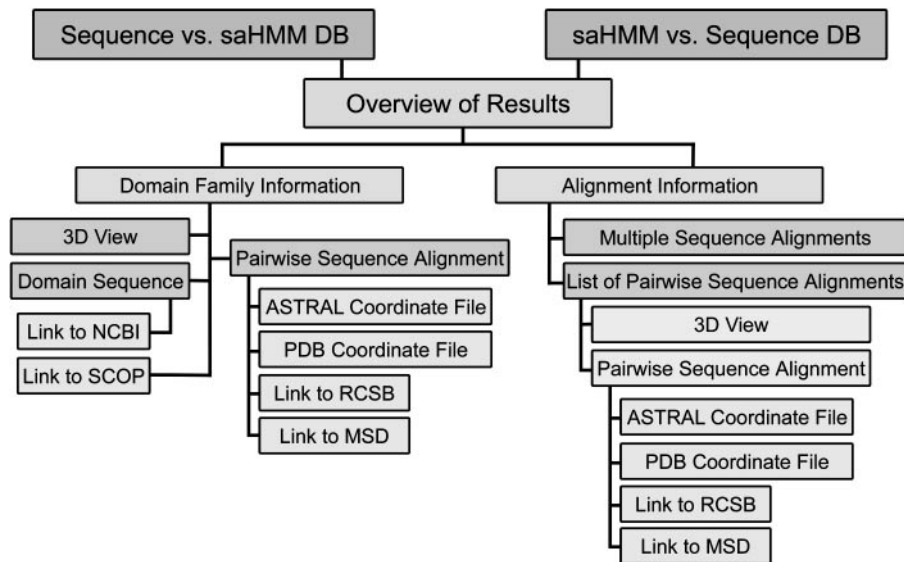 Sequence vs. saHMM DB
saHMM vs. Sequence DB
Overview of Results
Domain Family Information
3D View
Domain Sequence
Link to NCBI
Link to SCOP
Pairwise Sequence Alignment
ASTRAL Coordinate File
PDB Coordinate File
Link to RCSB
Link to MSD
Alignment Information
Multiple Sequence Alignments
List of Pairwise Sequence Alignments
3D View
Pairwise Sequence Alignment
ASTRAL Coordinate File
PDB Coordinate File
Link to RCSB
Link to MSD